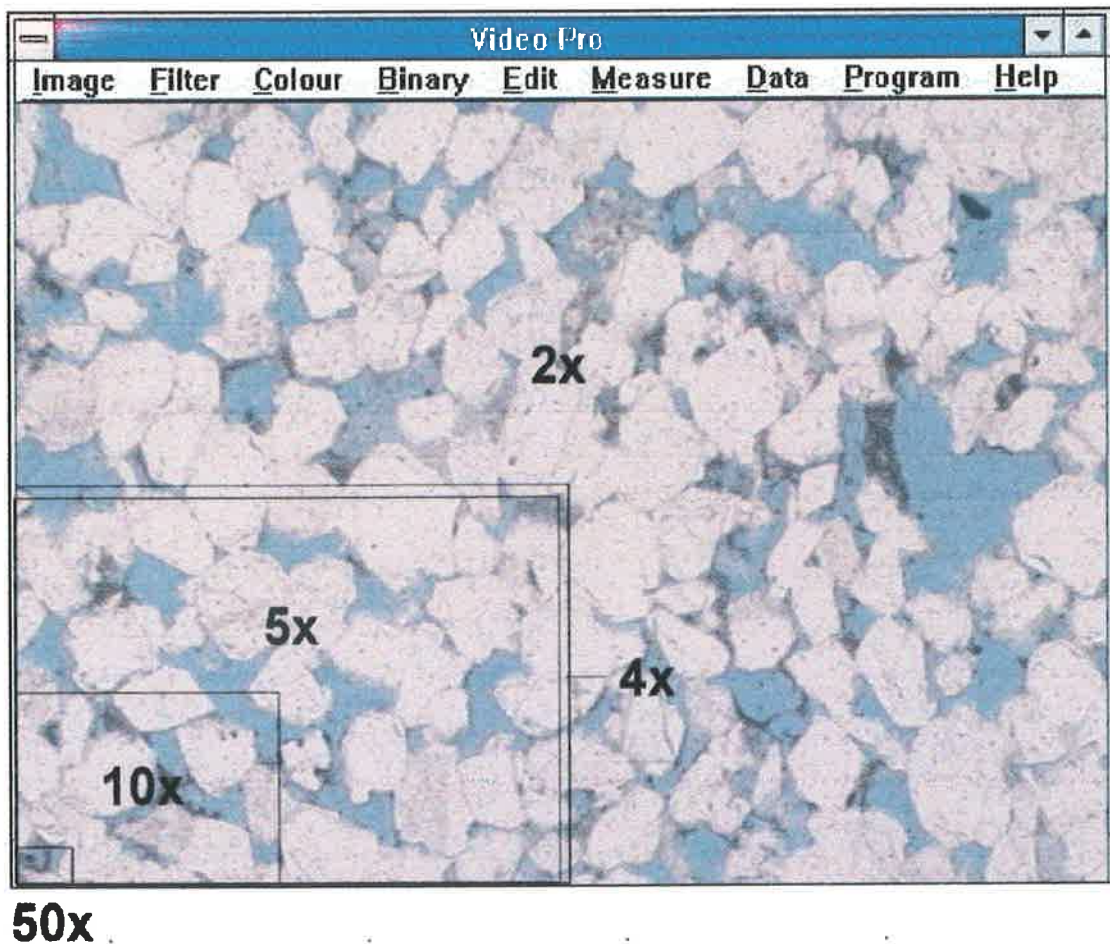 Video Pro
Image Filter Colour Binary Edit Measure Data Program Help
2x
5x
4x
10x
50x